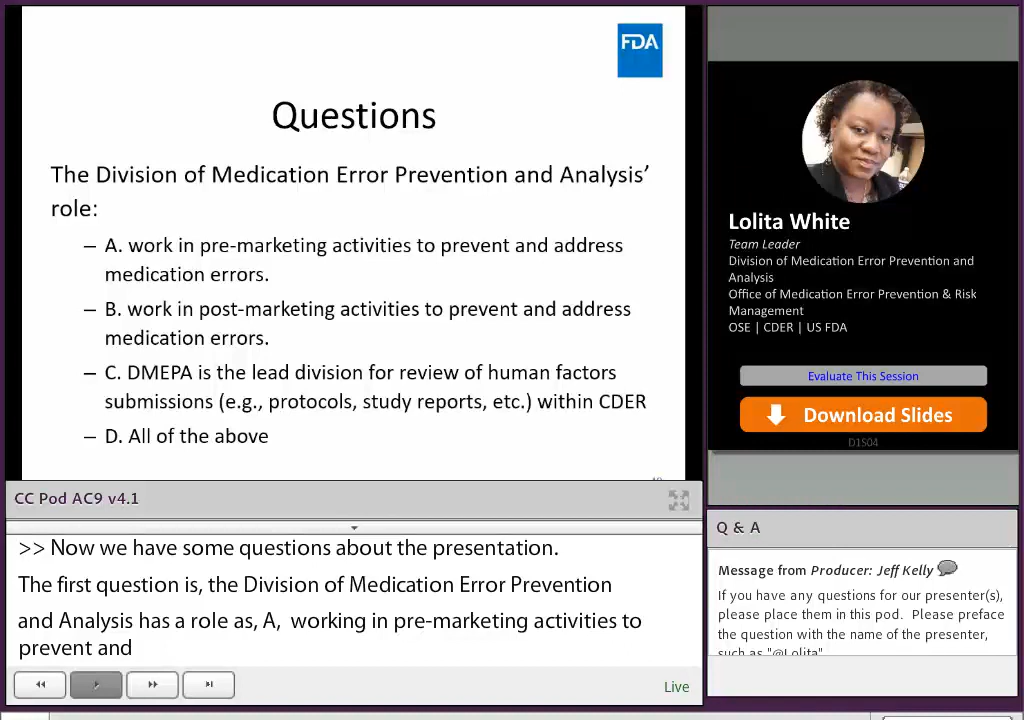 FDA
Questions
The Division of Medication Error Prevention and Analysis’
role:
– A. work in pre-marketing activities to prevent and address
medication errors.
– B. work in post-marketing activities to prevent and address
medication errors.
– C. DMEPA is the lead division for review of human factors
submissions (e.g., protocols, study reports, etc.) within CDER
– D. All of the above
CC Pod AC9 v4.1
>> Now we have some questions about the presentation.
The first question is, the Division of Medication Error Prevention
and Analysis has a role as, A, working in pre-marketing activities to
prevent and
Live
Lolita White
Team Leader
Division of Medication Error Prevention and
Analysis
Office of Medication Error Prevention & Risk
Management
OSE | CDER | US FDA
Evaluate This Session
Download Slides
D1S04
Q & A
Message from Producer: Jeff Kelly
If you have any questions for our presenter(s),
please place them in this pod. Please preface
the question with the name of the presenter,
such as "@Lolita"